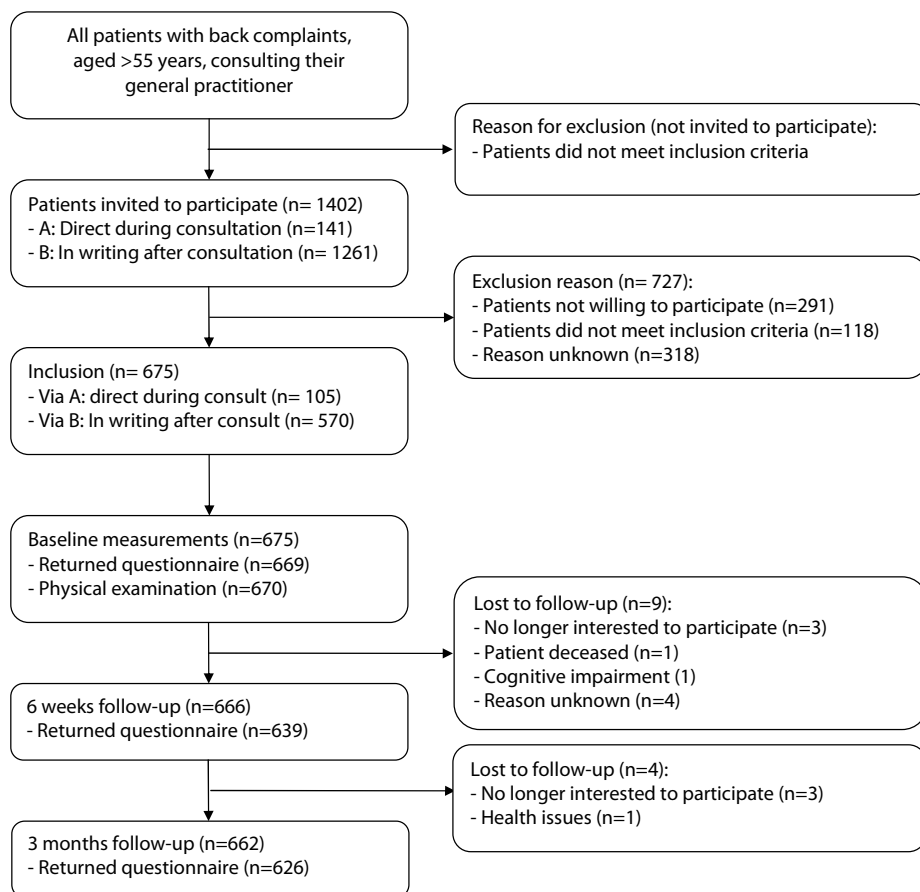 All patients with back complaints,
aged >55 years, consulting their
general practitioner
Reason for exclusion (not invited to participate):
- Patients did not meet inclusion criteria
Patients invited to participate (n= 1402)
- A: Direct during consultation (n=141)
- B: In writing after consultation (n= 1261)
Exclusion reason (n= 727):
- Patients not willing to participate (n=291)
- Patients did not meet inclusion criteria (n=118)
- Reason unknown (n=318)
Inclusion (n= 675)
- Via A: direct during consult (n= 105)
- Via B: In writing after consult (n= 570)
Baseline measurements (n=675)
- Returned questionnaire (n=669)
- Physical examination (n=670)
Lost to follow-up (n=9):
- No longer interested to participate (n=3)
- Patient deceased (n=1)
- Cognitive impairment (1)
- Reason unknown (n=4)
6 weeks follow-up (n=666)
- Returned questionnaire (n=639)
Lost to follow-up (n=4):
- No longer interested to participate (n=3)
- Health issues (n=1)
3 months follow-up (n=662)
- Returned questionnaire (n=626)